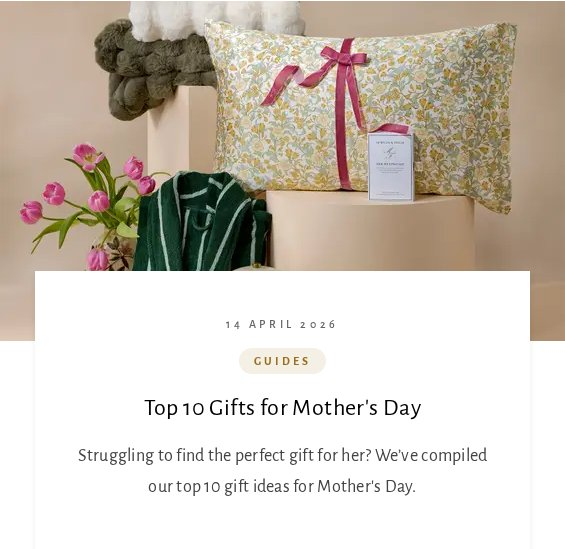 14 APRIL 2026
GUIDES
Top 10 Gifts for Mother's Day
Struggling to find the perfect gift for her? We've compiled
our top 10 gift ideas for Mother's Day.